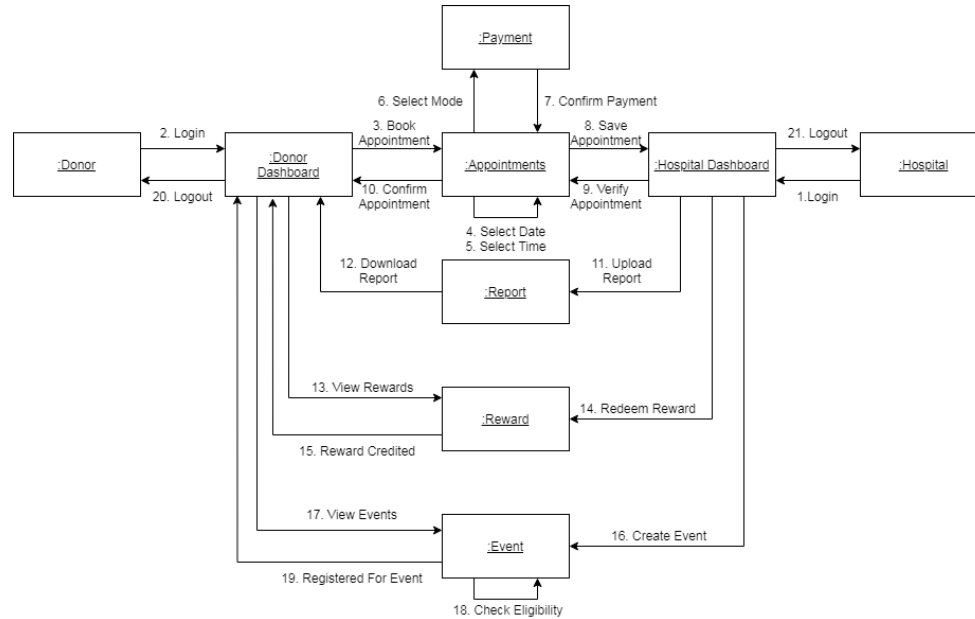 :Payment
6. Select Mode
7. Confirm Payment
2. Login
3. Book
Appointment
8. Save
Appointment
21. Logout
:Donor
:Donor
Dashboard
:Appointments
:Hospital Dashboard
:Hospital
20. Logout
10. Confirm
Appointment
9. Verify
Appointment
1.Login
4. Select Date
5. Select Time
12. Download
Report
11. Upload
Report
:Report
13. View Rewards
14. Redeem Reward
:Reward
15. Reward Credited
17. View Events
16. Create Event
:Event
19. Registered For Event
18. Check Eligibility